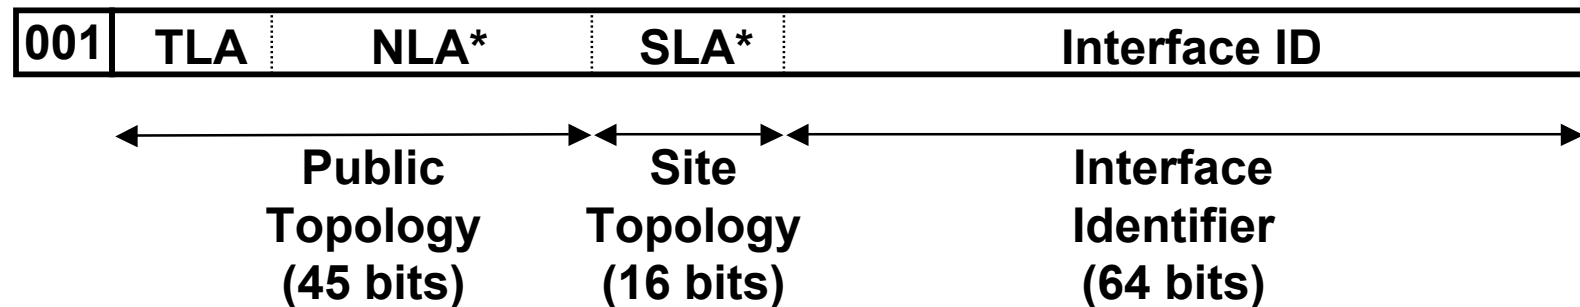 001 TLA NLA* SLA* Interface ID
Public
Topology
(45 bits)
Site
Topology
(16 bits)
Interface
Identifier
(64 bits)